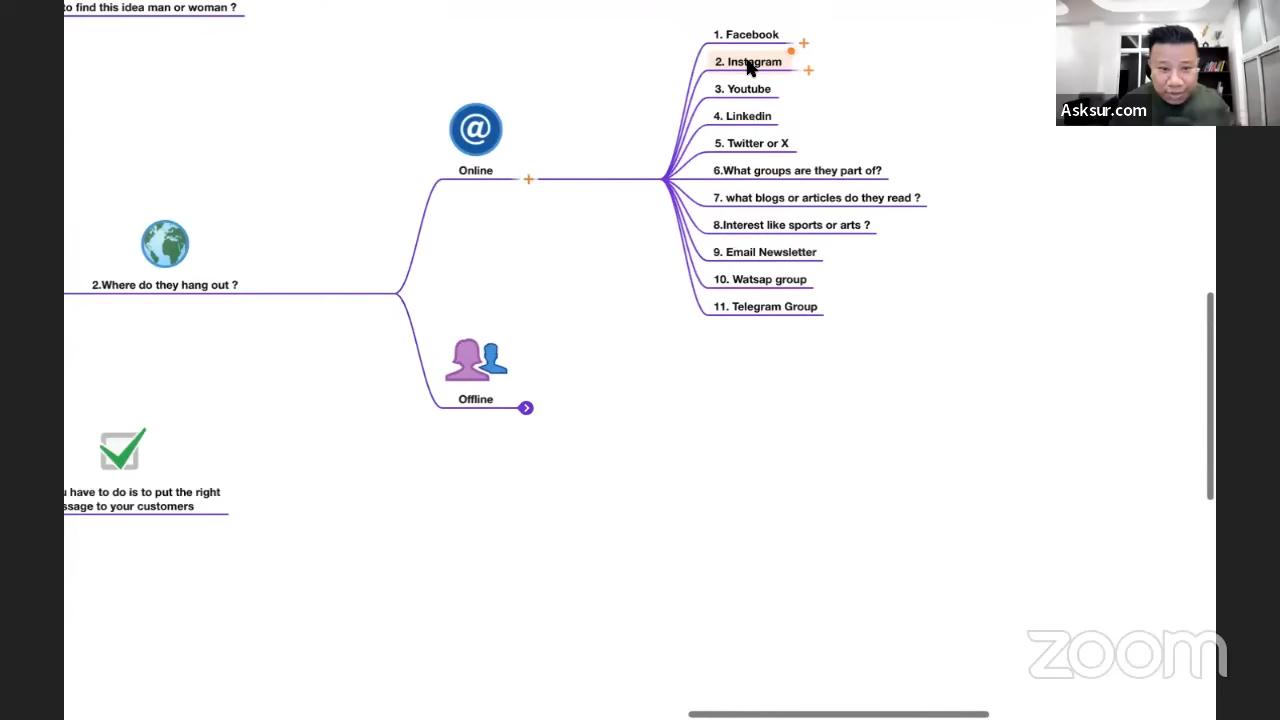 to find this idea man or woman ?
1. Facebook
2. Instagram
3. Youtube
4. Linkedin
5. Twitter or X
6.What groups are they part of?
7. what blogs or articles do they read ?
8.Interest like sports or arts ?
9. Email Newsletter
10. Watsap group
11. Telegram Group
@
Online
2.Where do they hang out ?
Offline
u have to do is to put the right
ssage to your customers
Asksur.com
zoom